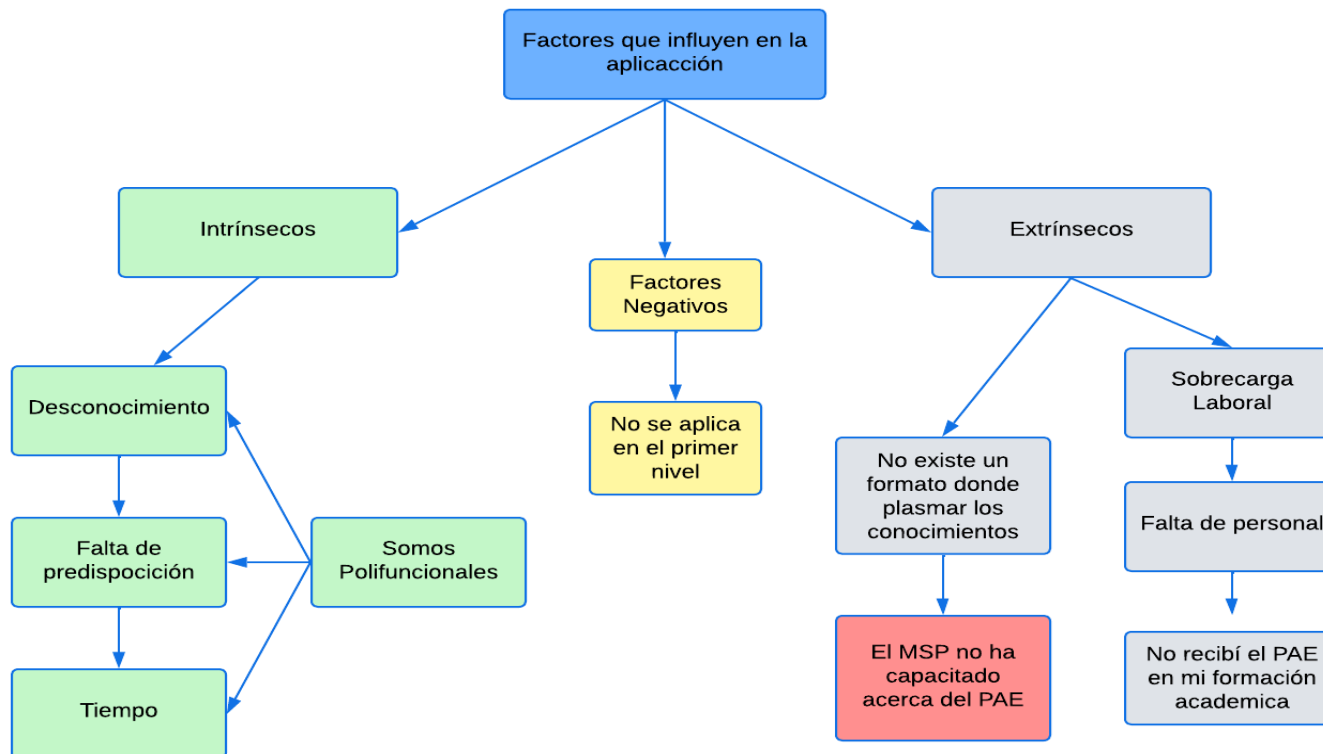 Factores que influyen en la
aplicacción
Intrínsecos
Extrínsecos
Factores
Negativos
Desconocimiento
Sobrecarga
Laboral
No se aplica
en el primer
nivel
No existe un
formato donde
plasmar los
conocimientos
Falta de personal
Falta de
predispocición
Somos
Polifuncionales
El MSP no ha
capacitado
acerca del PAE
No recibí el PAE
en mi formación
academica
Tiempo